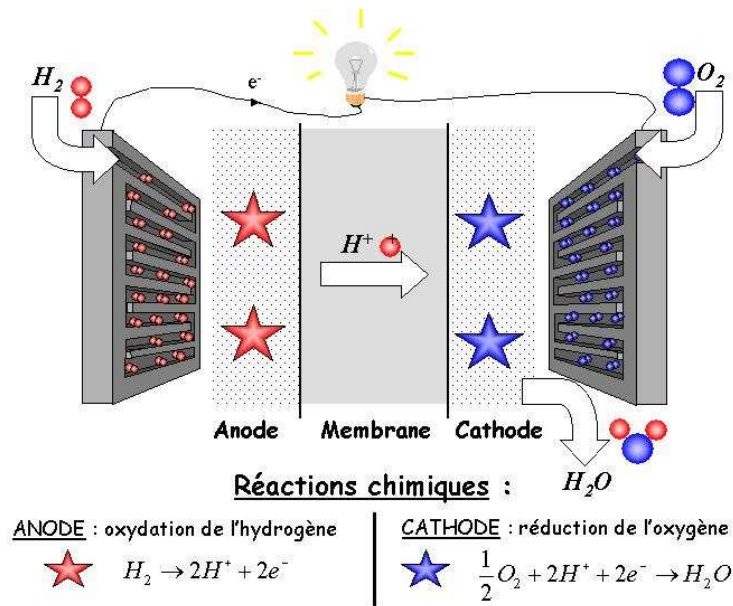 H₂
e⁻
O₂
H⁺
+
Anode
Membrane
Cathode
H₂O
Réactions chimiques :
ANODE : oxydation de l'hydrogène
H₂ → 2H⁺ + 2e⁻
CATHODE : réduction de l'oxygène
1/2 O₂ + 2H⁺ + 2e⁻ → H₂O